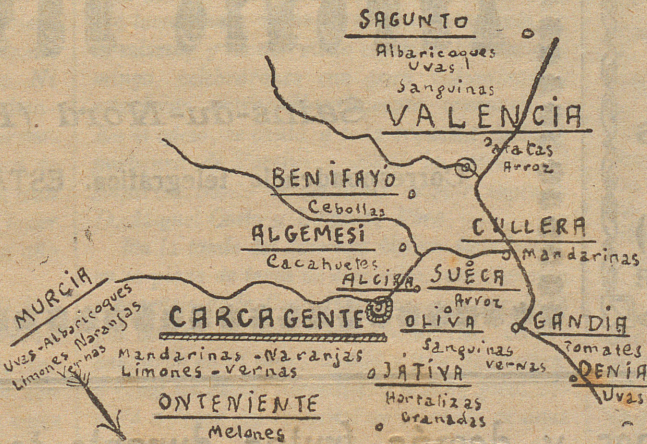 SAGUNTO
Albaricoques
Uvas
Sanguinas
VALENCIA
Patatas
Arroz
BENIFAYO
Cebollas
CULLERA
Mandarinas
ALGEMESI
Cacahuetes
ALCIRA
SUECA
Arroz
MURCIA
Uvas-Albaricoques
Limones Naranjas
Vernas
CARCAGENTE
Mandarinas-Naranjas
Limones-Vernas
OLIVA
Sanguinas
Vernas
GANDIA
Tomates
JATIVA
Hortalizas
Granadas
DENIA
Uvas
ONTENIENTE
Melones